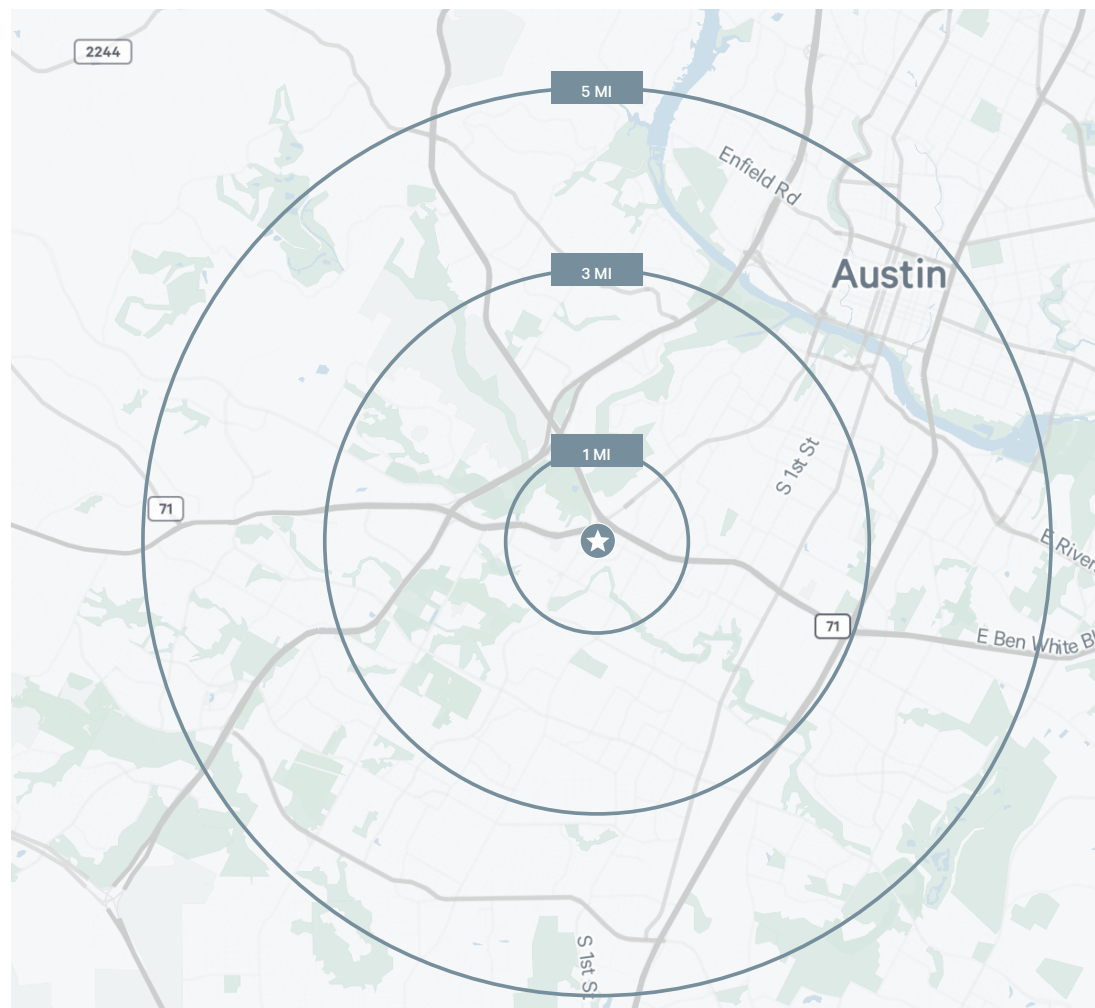 2244
5 MI
Enfield Rd
3 MI
Austin
1 MI
S 1st St
71
E River
71
E Ben White Bl
S 1st St